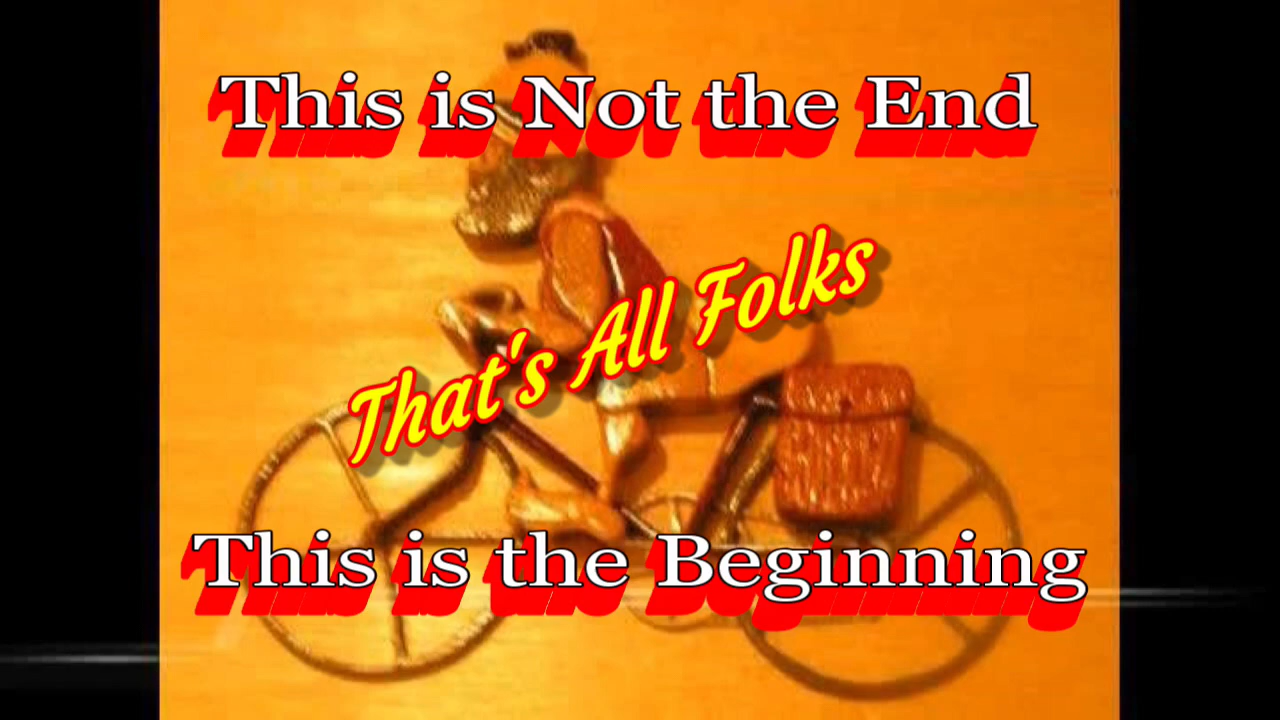 This is Not the End
That's All Folks
This is the Beginning